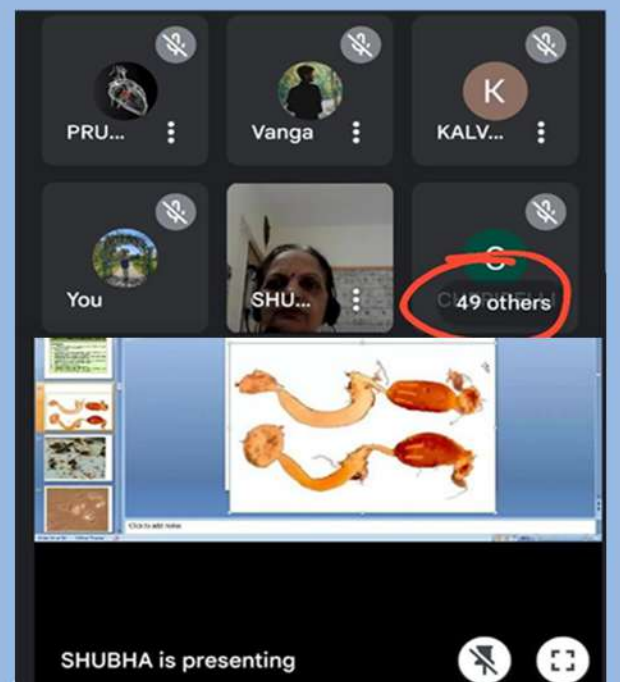 PRU...
Vanga
K
KALV...
You
SHU...
49 others
Click to add notes
SHUBHA is presenting